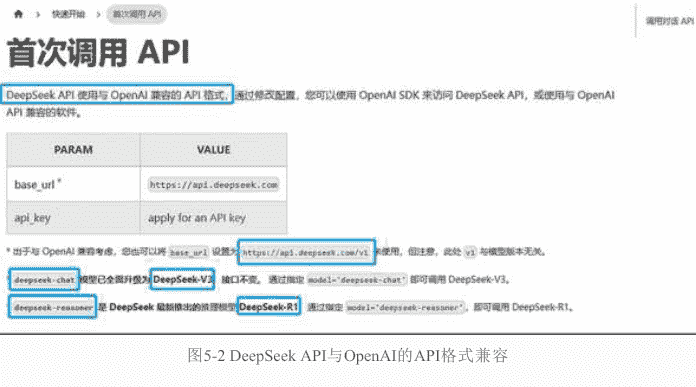 快速开始 > 首次调用 API
调用对话 API
首次调用 API
DeepSeek API 使用与 OpenAI 兼容的 API 格式，通过修改配置，您可以使用 OpenAI SDK 来访问 DeepSeek API，或使用与 OpenAI
API 兼容的软件。
PARAM VALUE
base_url * https://api.deepseek.com
api_key apply for an API key
* 出于与 OpenAI 兼容考虑，您也可以将 base_url 设置为 https://api.deepseek.com/v1 来使用，但注意，此处 v1 与模型版本无关。
* deepseek-chat 模型已全面升级为 DeepSeek-V3，接口不变。 通过指定 model='deepseek-chat' 即可调用 DeepSeek-V3。
* deepseek-reasoner 是 DeepSeek 最新推出的推理模型 DeepSeek-R1。通过指定 model='deepseek-reasoner'，即可调用 DeepSeek-R1。
图5-2 DeepSeek API与OpenAI的API格式兼容